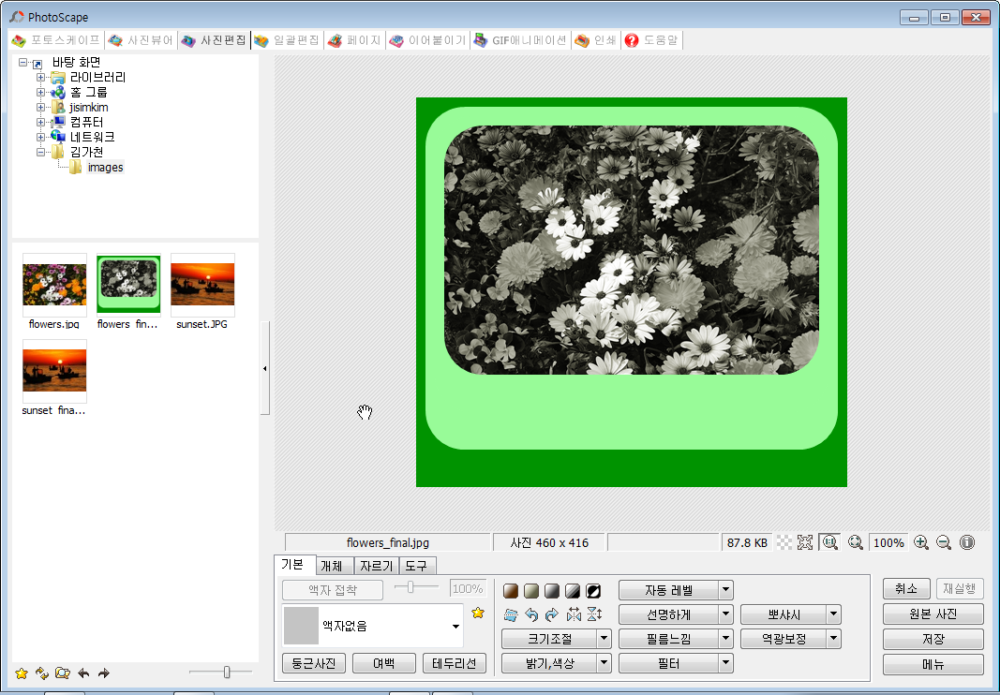 PhotoScape
포토스케이프 사진뷰어 사진편집 일괄편집 페이지 이어붙이기 GIF애니메이션 인쇄 도움말
바탕 화면
라이브러리
홈 그룹
jisimkim
컴퓨터
네트워크
김가천
images
flowers.jpg flowers_fin... sunset.JPG
sunset_fina...
flowers_final.jpg 사진 460 x 416 87.8 KB 1:1 100%
기본 개체 자르기 도구
액자 접착 100%
액자없음
둥근사진 여백 테두리선
자동 레벨
선명하게 뽀샤시
크기조절 필름느낌 역광보정
밝기,색상 필터
취소 재실행
원본 사진
저장
메뉴